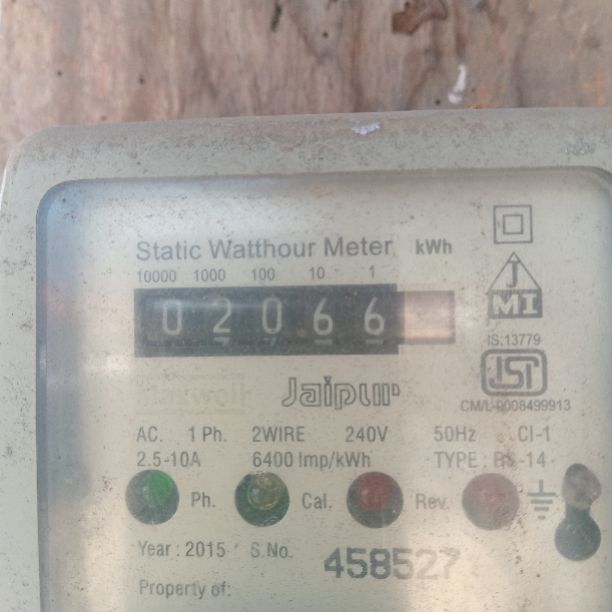 Static Watthour Meter kWh
10000 1000 100 10 1
0 2 0 6 6
J
MI
IS:13779
ISI
CM/L-9008499913
Jaipur
AC. 1 Ph. 2WIRE 240V 50Hz Cl-1
2.5-10A 6400 Imp/kWh TYPE : -14
Ph. Cal. Rev.
Year : 2015 S.No. 458527
Property of: